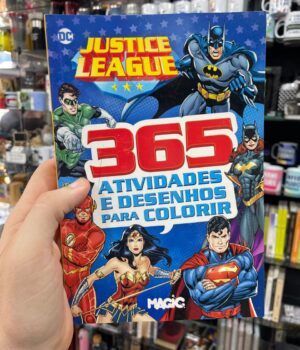 DC
JUSTICE
LEAGUE
365
ATIVIDADES
E DESENHOS
PARA COLORIR
MAGIC